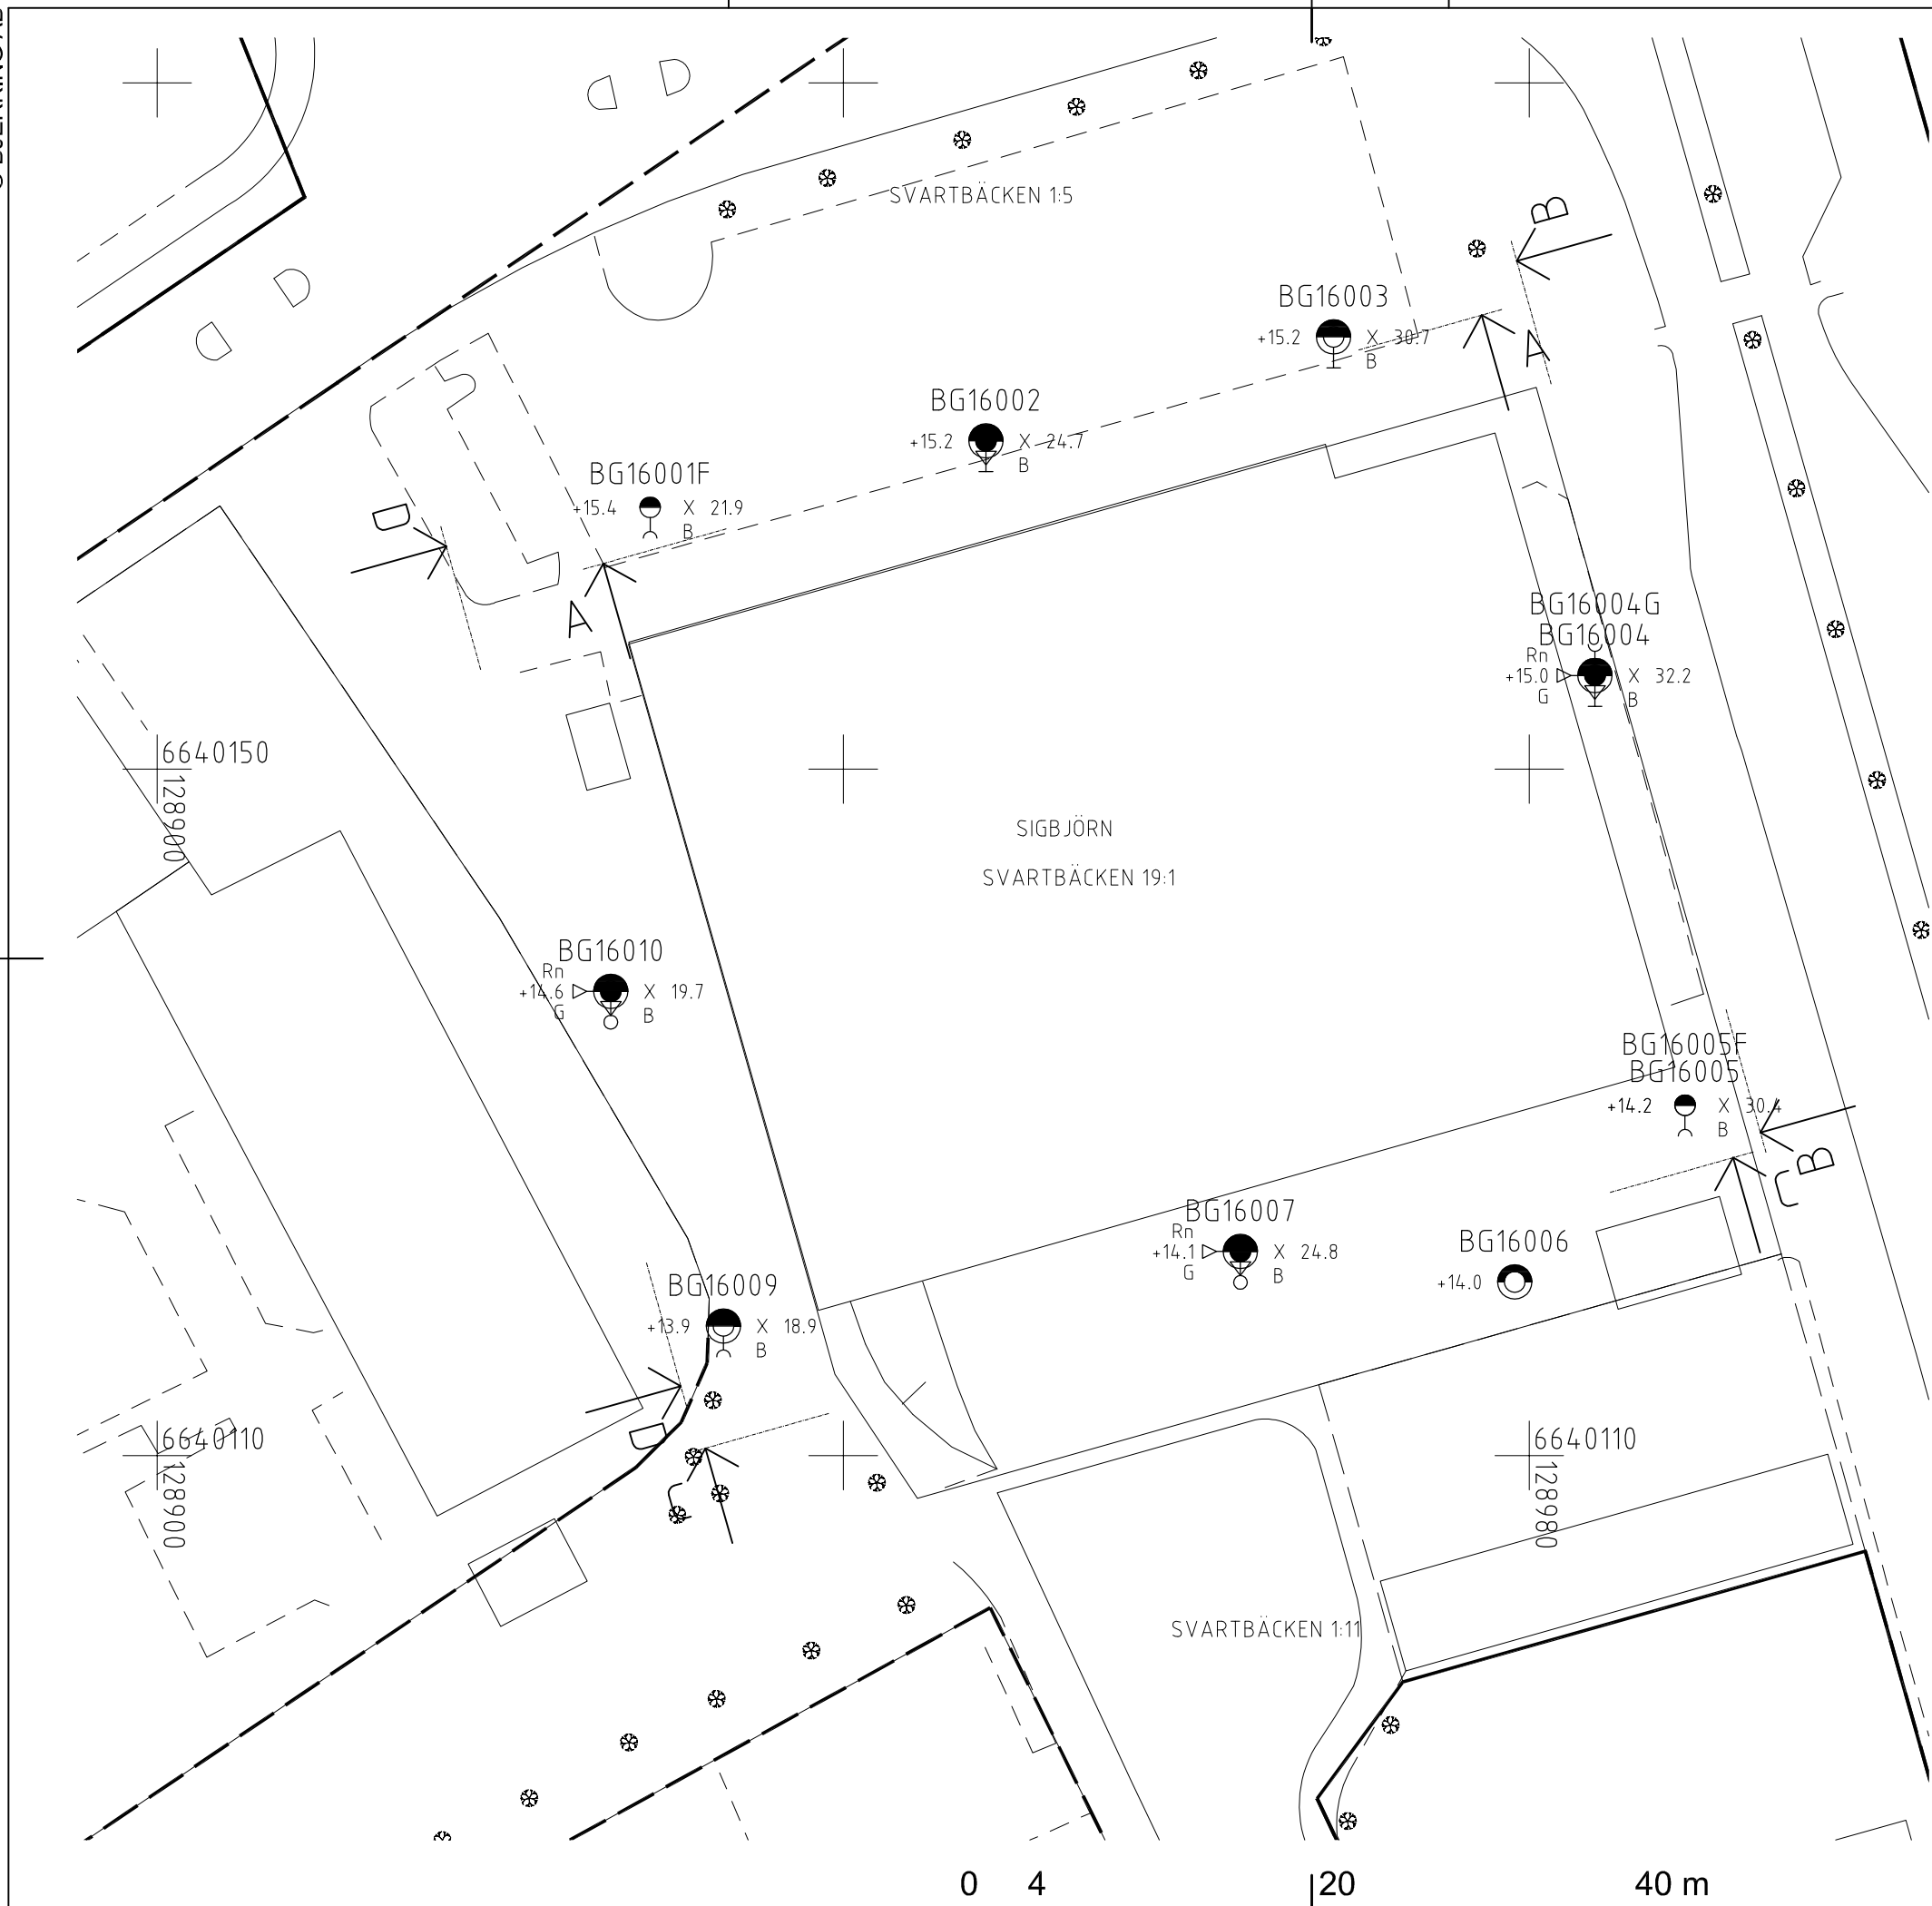 SVARTBÄCKEN 1:5
B
BG16003
+15.2 X 30.7
B
A
BG16002
+15.2 X 24.7
B
BG16001F
+15.4 X 21.9
B
D
A
BG16004G
BG16004
Rn
+15.0 X 32.2
G B
6640150
128900
SIGBJÖRN
SVARTBÄCKEN 19:1
BG16010
Rn
+14.6 X 19.7
G B
BG16005F
BG16005
+14.2 X 30.4
B
B
C
BG16007
Rn
+14.1 X 24.8
G B
BG16006
+14.0
BG16009
+13.9 X 18.9
B
D
C
6640110
128900
6640110
128980
SVARTBÄCKEN 1:11
0 4 20 40 m